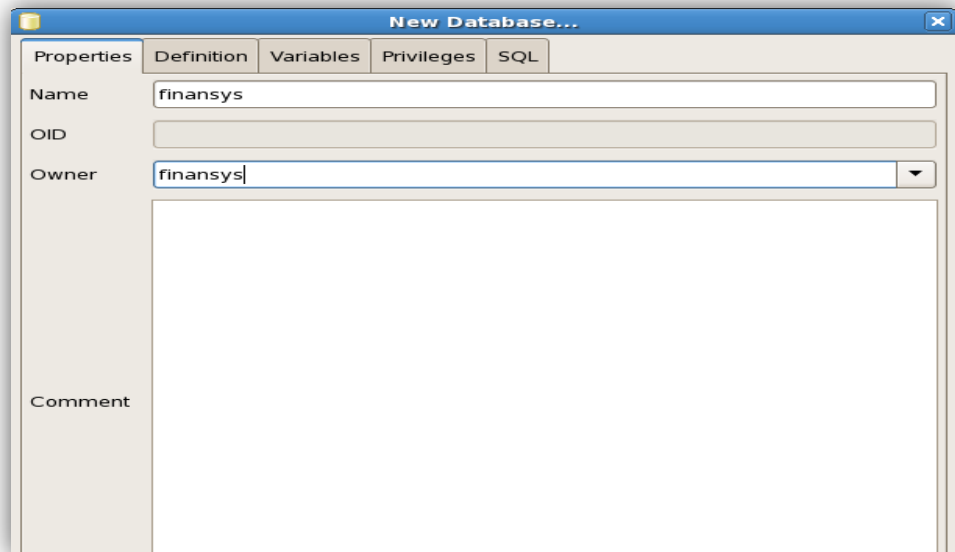 New Database...
Properties Definition Variables Privileges SQL
Name finansys
OID
Owner finansys
Comment